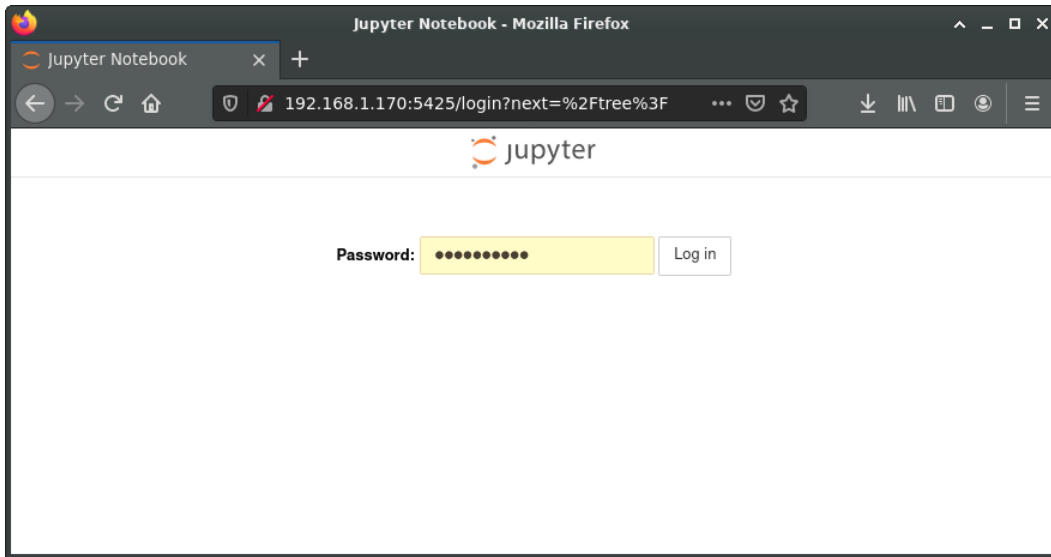 Jupyter Notebook - Mozilla Firefox
Jupyter Notebook
192.168.1.170:5425/login?next=%2Ftree%3F
jupyter
Password: ●●●●●●●●●● Log in